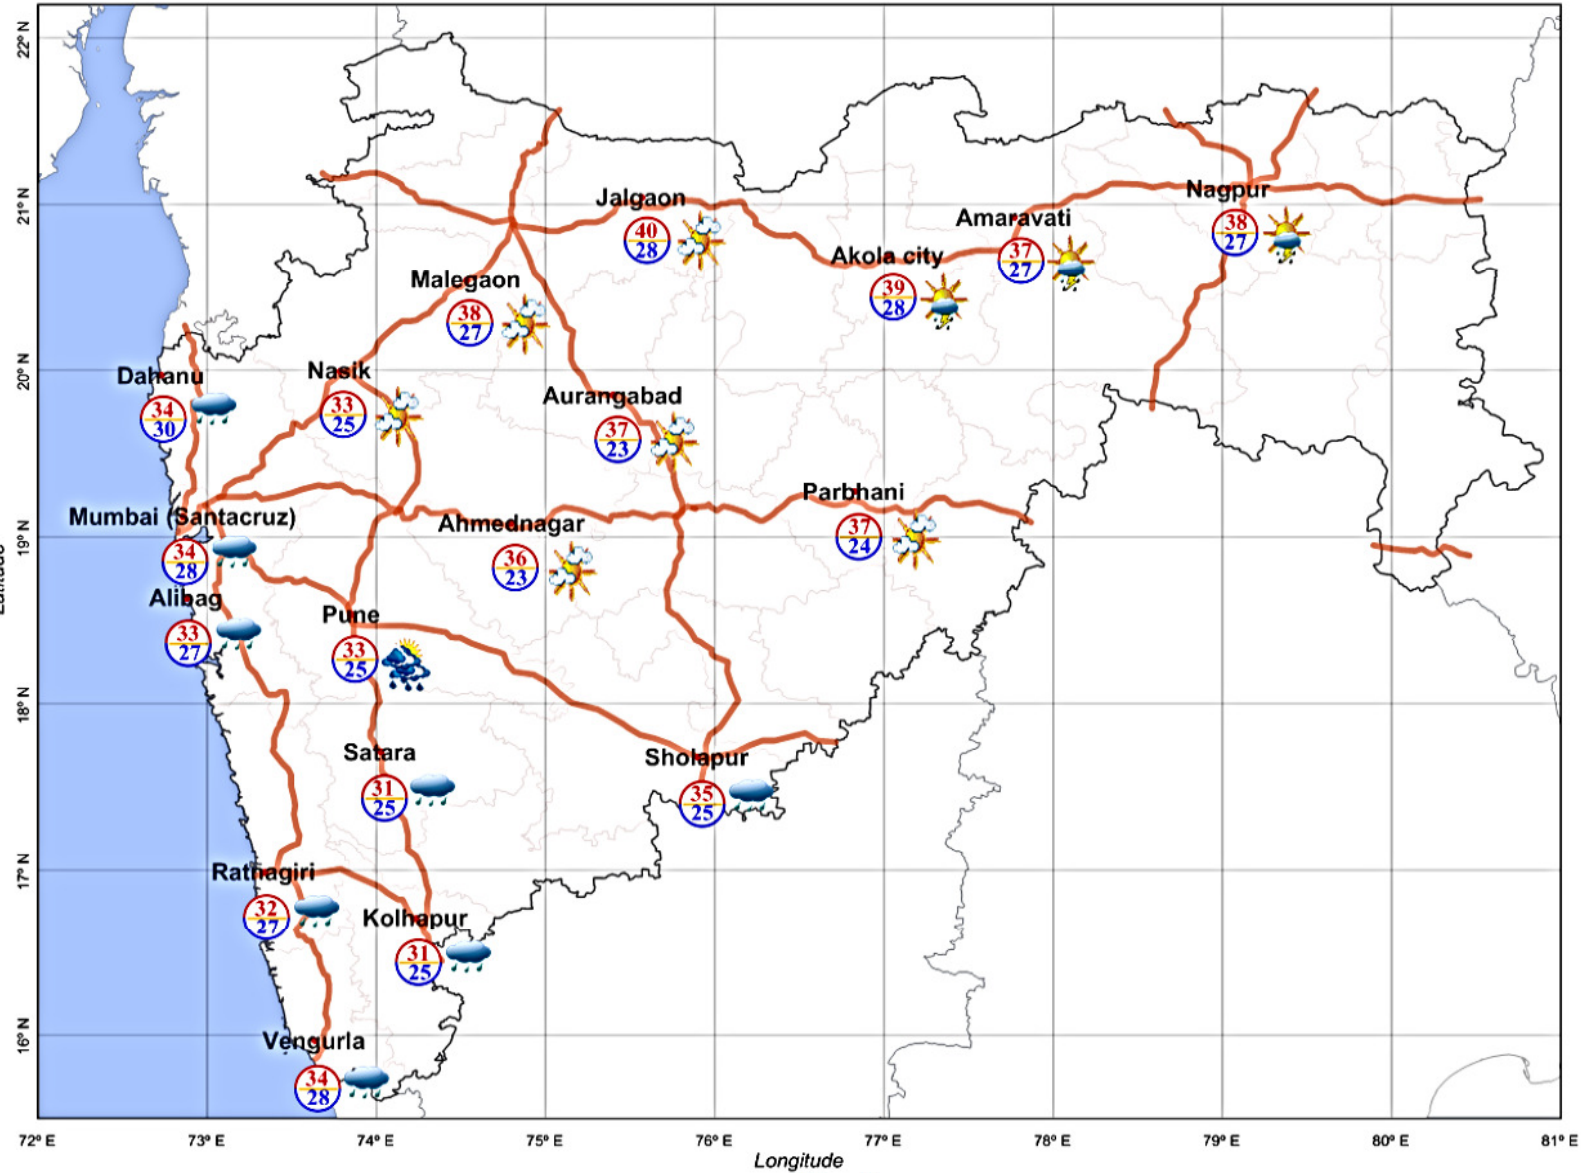 22° N
21° N
20° N
19° N
18° N
17° N
16° N
Jalgaon
40
28
Nagpur
38
27
Amaravati
37
27
Akola city
39
28
Malegaon
38
27
Dahanu
34
30
Nasik
33
25
Aurangabad
37
23
Parbhani
37
24
Mumbai (Santacruz)
34
28
Ahmednagar
36
23
Alibag
33
27
Pune
33
25
Satara
31
25
Sholapur
35
25
Ratnagiri
32
27
Kolhapur
31
25
Vengurla
34
28
72° E 73° E 74° E 75° E 76° E 77° E 78° E 79° E 80° E 81° E
Longitude